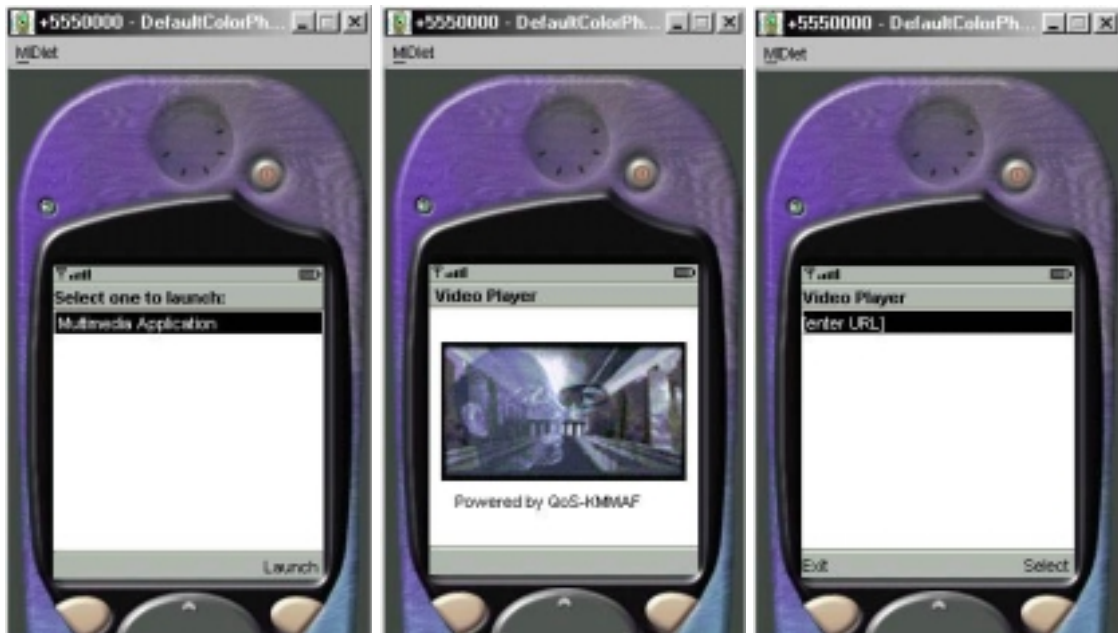 +5550000 - DefaultColorPh...
MIDlet
Select one to launch:
Multimedia Application
Launch
+5550000 - DefaultColorPh...
MIDlet
Video Player
Powered by QoS-KMMAF
+5550000 - DefaultColorPh...
MIDlet
Video Player
[enter URL]
Exit Select